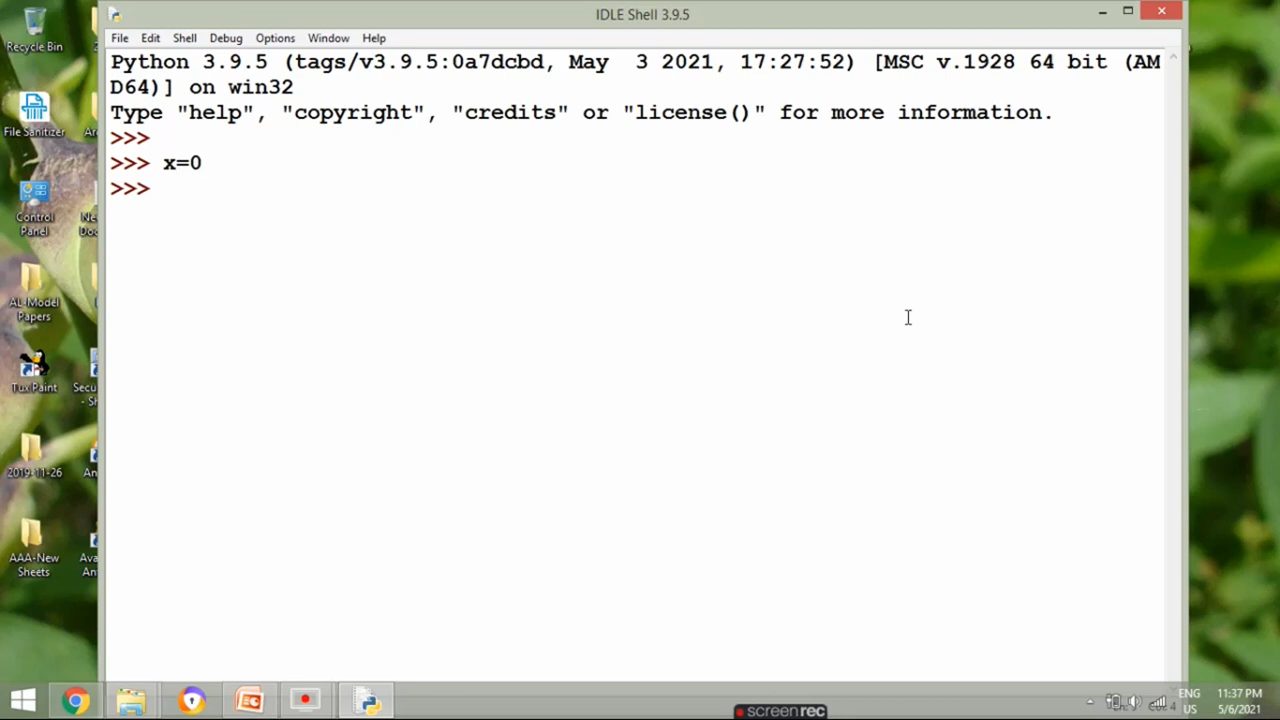 IDLE Shell 3.9.5
File Edit Shell Debug Options Window Help
Python 3.9.5 (tags/v3.9.5:0a7dcbd, May  3 2021, 17:27:52) [MSC v.1928 64 bit (AM
D64)] on win32
Type "help", "copyright", "credits" or "license()" for more information.
>>>
>>> x=0
>>>
Recycle Bin
File Sanitizer
Control
Panel
AL-Model
Papers
Tux Paint
2019-11-26
AAA-New
Sheets
ENG
US
11:37 PM
5/6/2021
screenrec